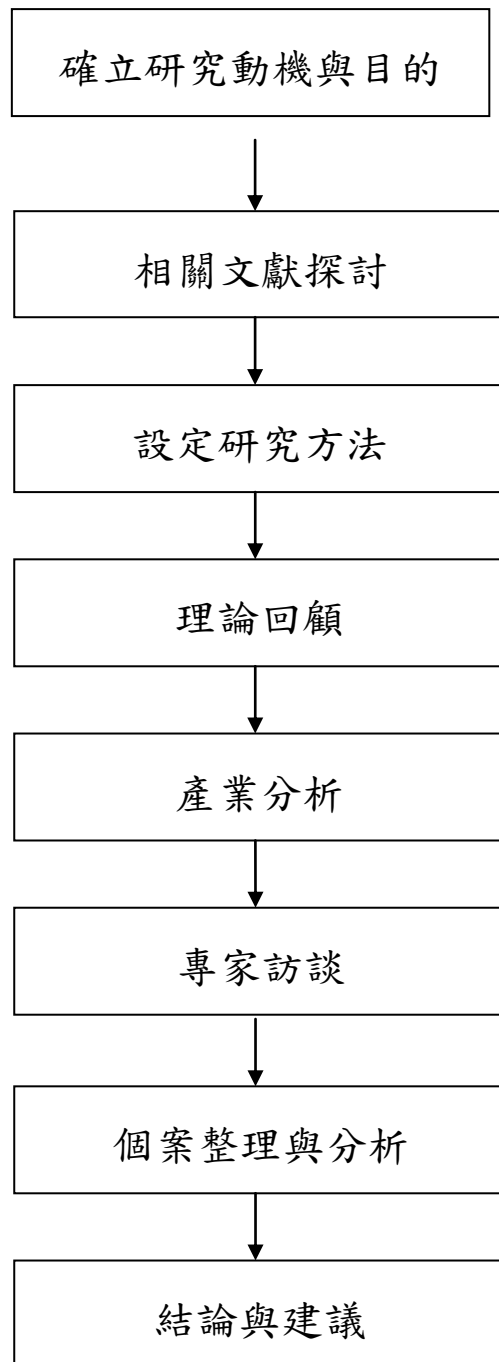 確立研究動機與目的
相關文獻探討
設定研究方法
理論回顧
產業分析
專家訪談
個案整理與分析
結論與建議